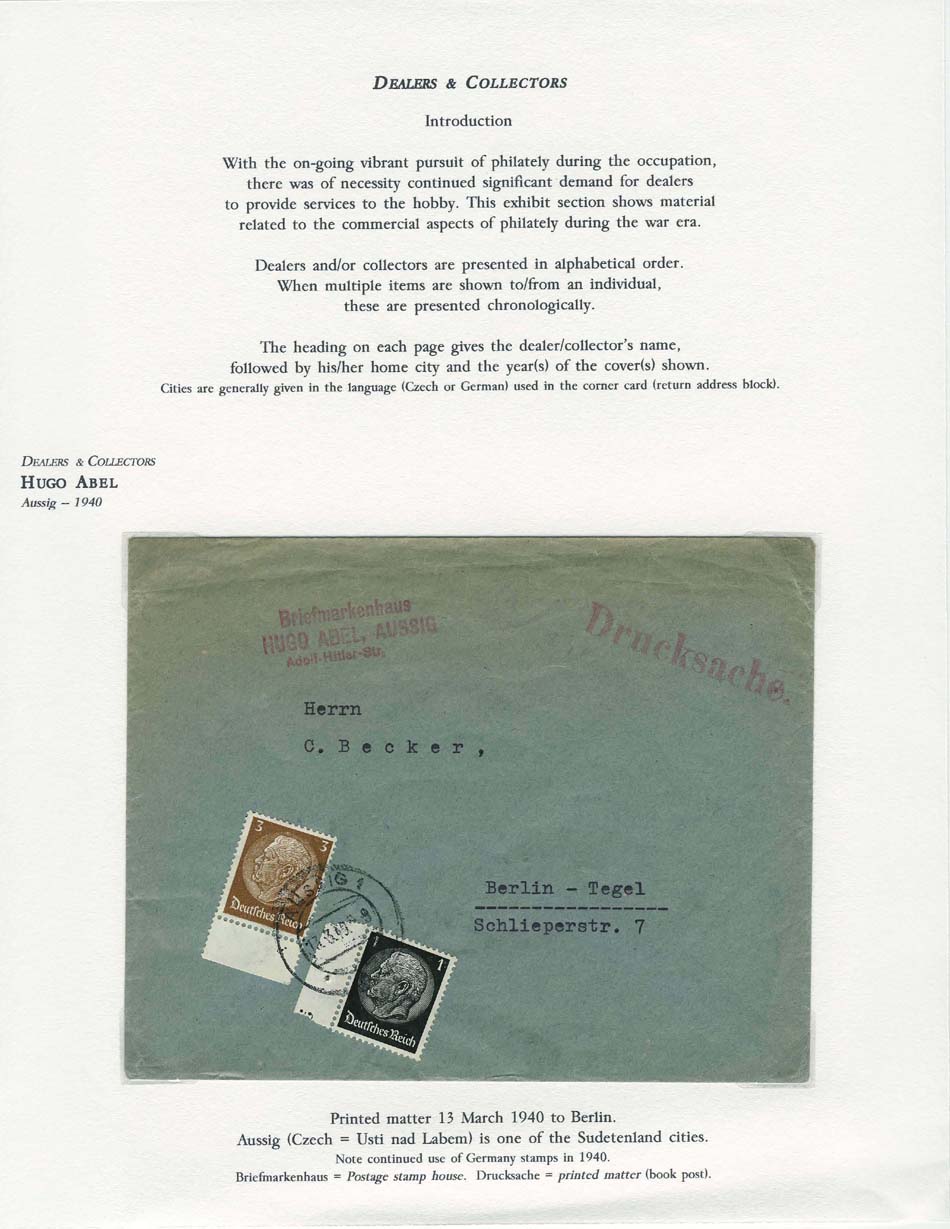 DEALERS & COLLECTORS
Introduction
With the on-going vibrant pursuit of philately during the occupation,
there was of necessity continued significant demand for dealers
to provide services to the hobby. This exhibit section shows material
related to the commercial aspects of philately during the war era.
Dealers and/or collectors are presented in alphabetical order.
When multiple items are shown to/from an individual,
these are presented chronologically.
The heading on each page gives the dealer/collector's name,
followed by his/her home city and the year(s) of the cover(s) shown.
Cities are generally given in the language (Czech or German) used in the corner card (return address block).
DEALERS & COLLECTORS
HUGO ABEL
Aussig – 1940
Briefmarkenhaus
HUGO ABEL, AUSSIG
Adolf-Hitler-Str.
Drucksache.
Herrn
C. Becker,
3 3
Deutsches Reich
AUSSIG 1
1 1
Deutsches Reich
Berlin - Tegel
Schlieperstr. 7
Printed matter 13 March 1940 to Berlin.
Aussig (Czech = Usti nad Labem) is one of the Sudetenland cities.
Note continued use of Germany stamps in 1940.
Briefmarkenhaus = Postage stamp house. Drucksache = printed matter (book post).